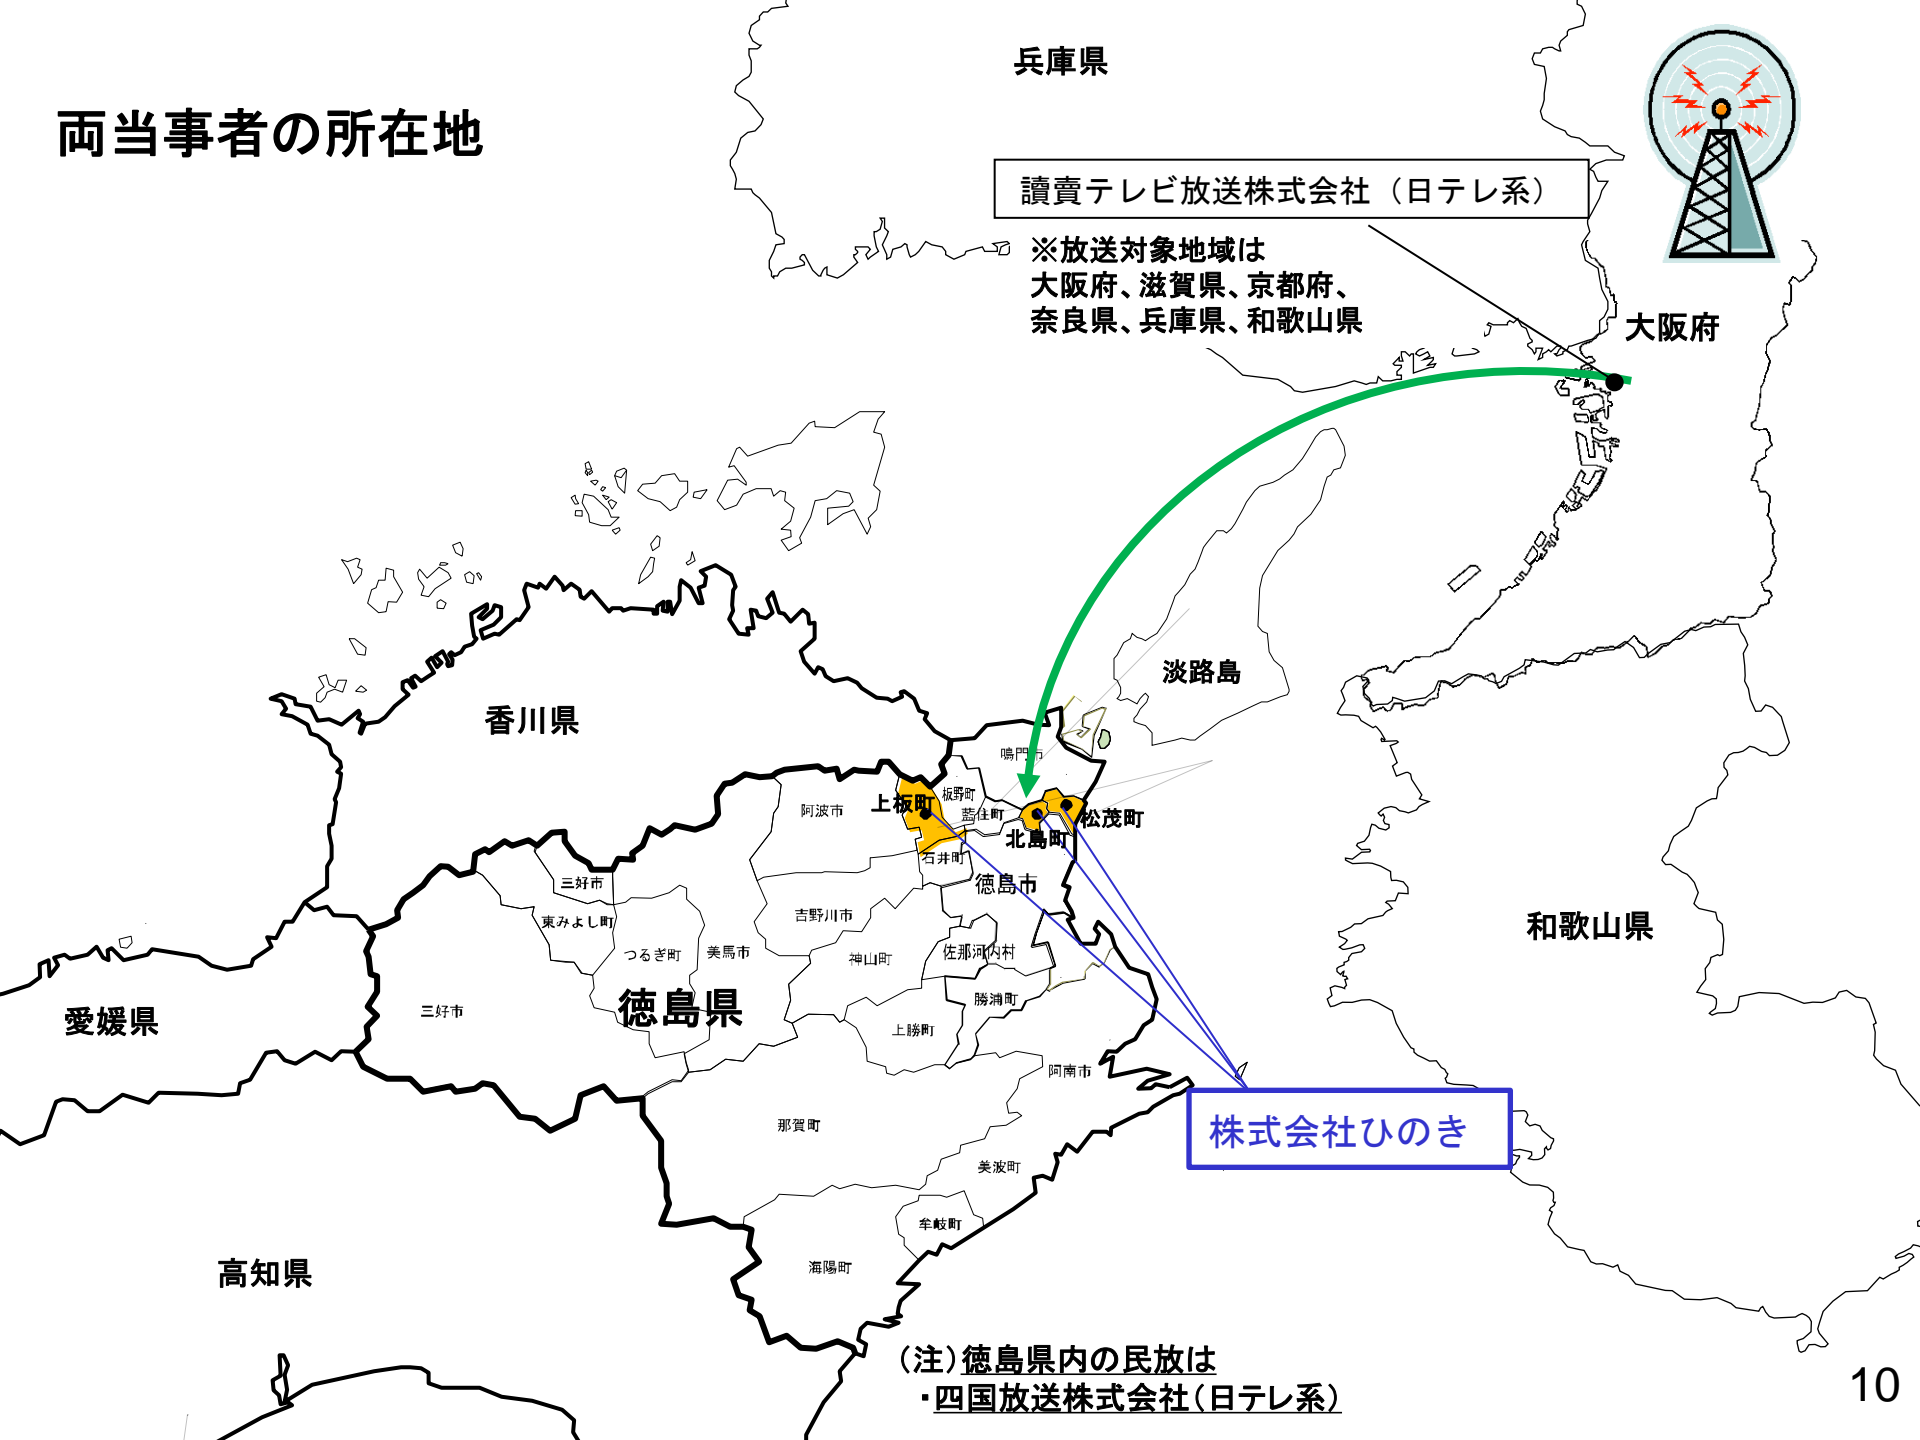 両当事者の所在地
兵庫県
讀賣テレビ放送株式会社（日テレ系）
※放送対象地域は
大阪府、滋賀県、京都府、
奈良県、兵庫県、和歌山県
大阪府
淡路島
香川県
鳴門市
板野町
上板町
阿波市
藍住町
松茂町
北島町
石井町
三好市
徳島市
東みよし町
吉野川市
つるぎ町
美馬市
神山町
佐那河内村
和歌山県
徳島県
勝浦町
三好市
愛媛県
上勝町
阿南市
那賀町
株式会社ひのき
美波町
牟岐町
海陽町
高知県
（注）徳島県内の民放は
・四国放送株式会社（日テレ系）
10